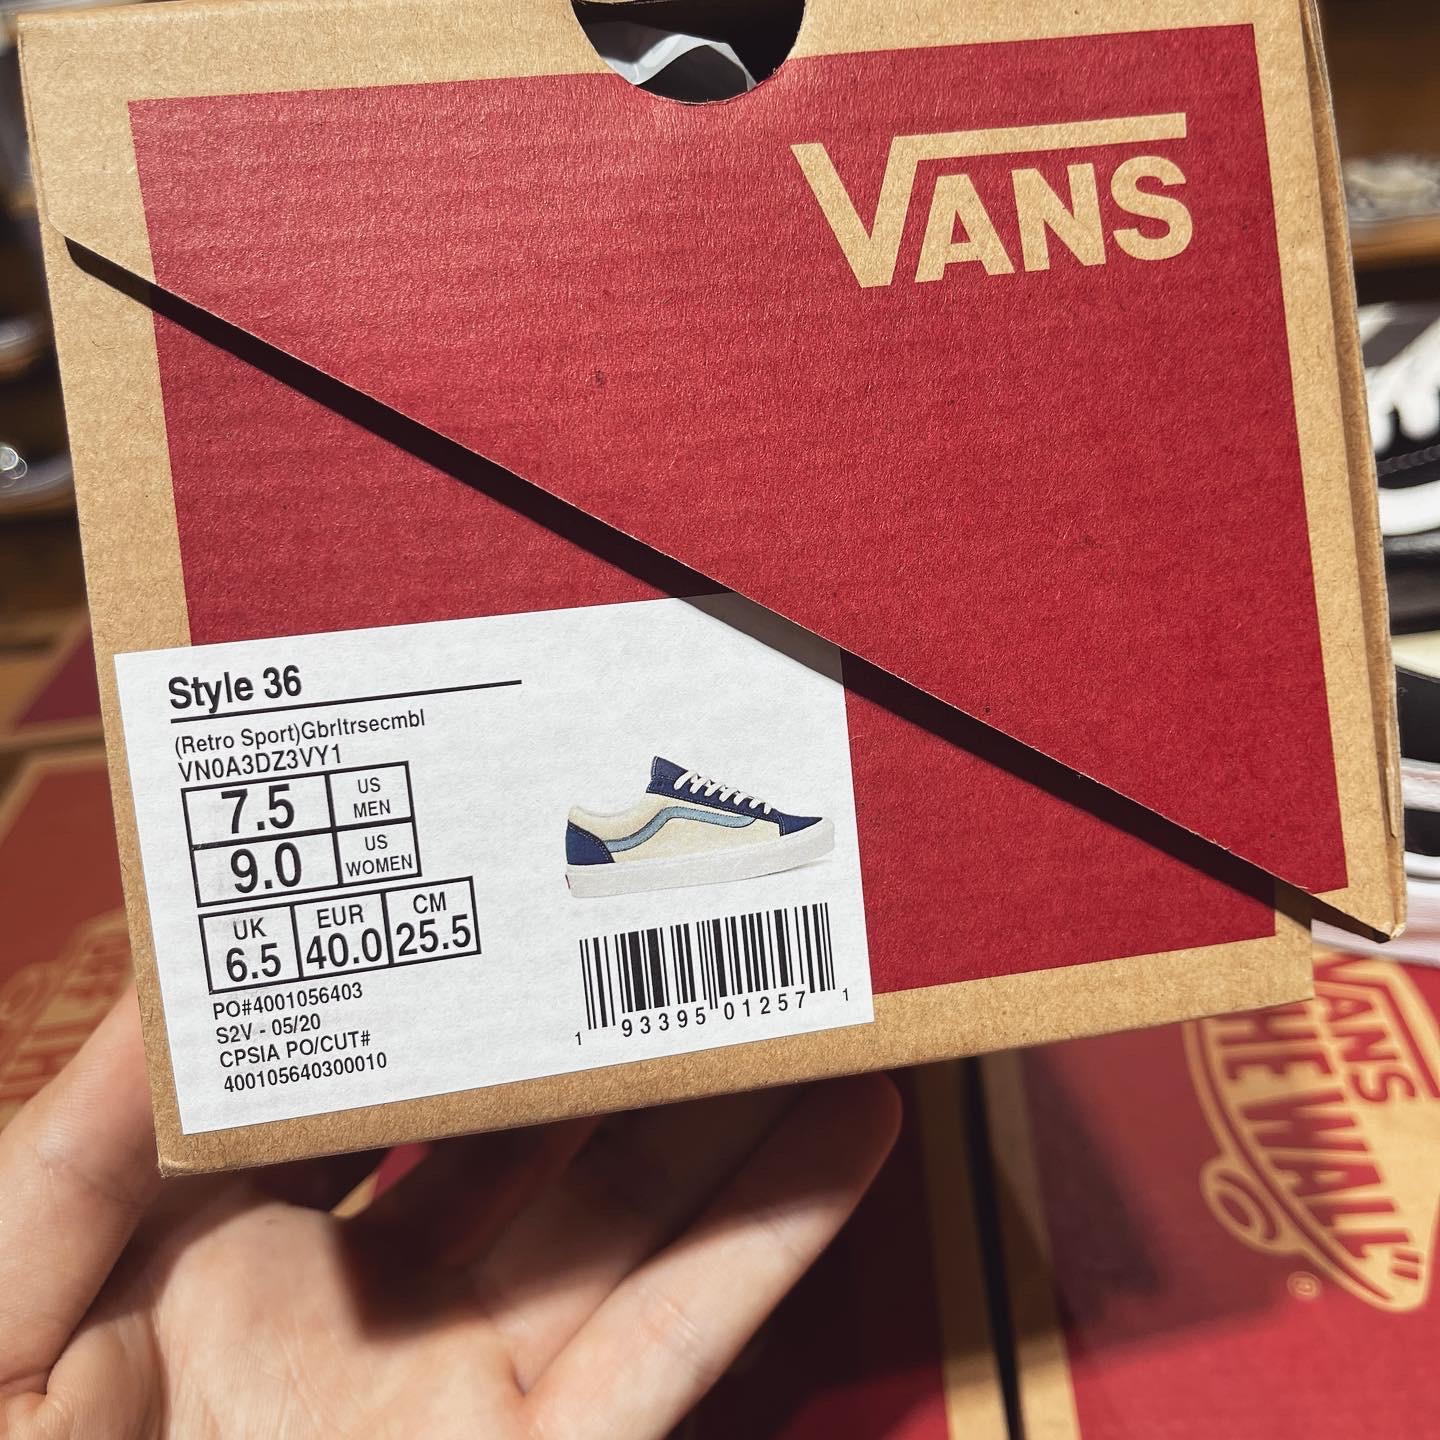 VANS
Style 36
(Retro Sport)Gbrltrsecmbl
VN0A3DZ3VY1
7.5 US MEN
9.0 US WOMEN
UK EUR CM
6.5 40.0 25.5
PO#4001056403
S2V - 05/20
CPSIA PO/CUT#
400105640300010
1 93395 01257 1
VANS
THE WALL"
®